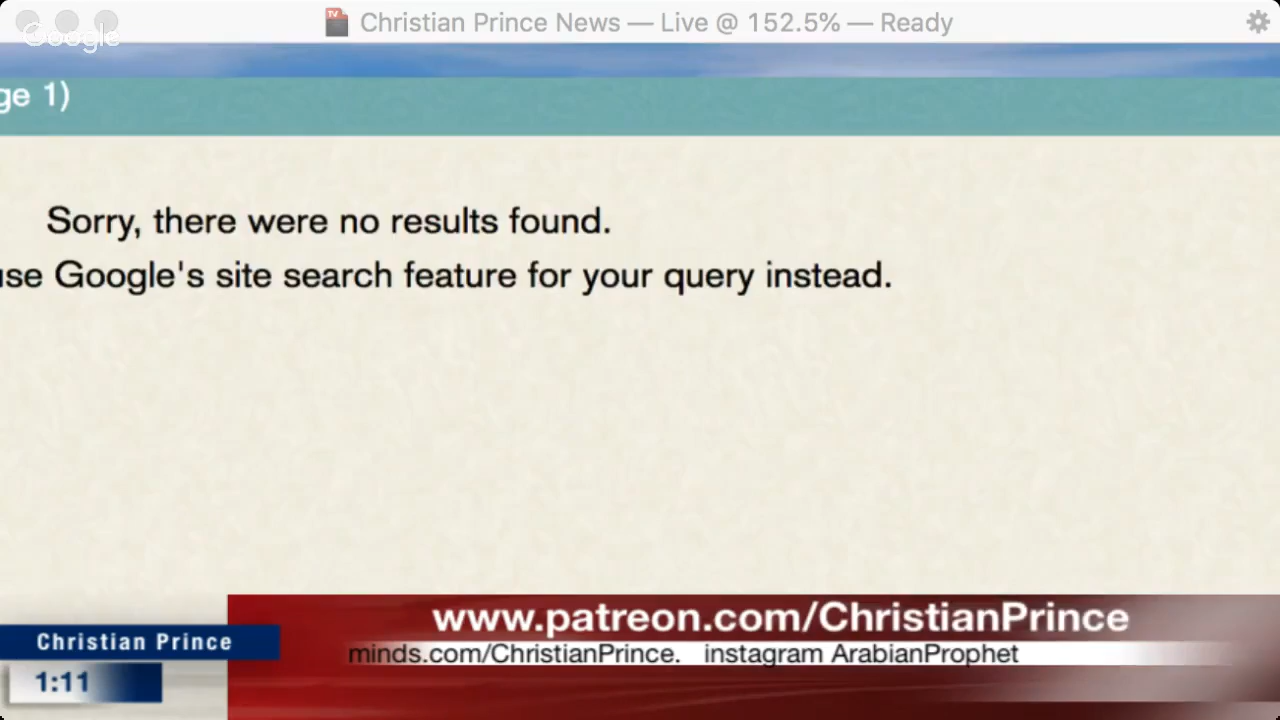 Christian Prince News — Live @ 152.5% — Ready
Google
ge 1)
Sorry, there were no results found.
use Google's site search feature for your query instead.
www.patreon.com/ChristianPrince
Christian Prince
minds.com/ChristianPrince. instagram ArabianProphet
1:11